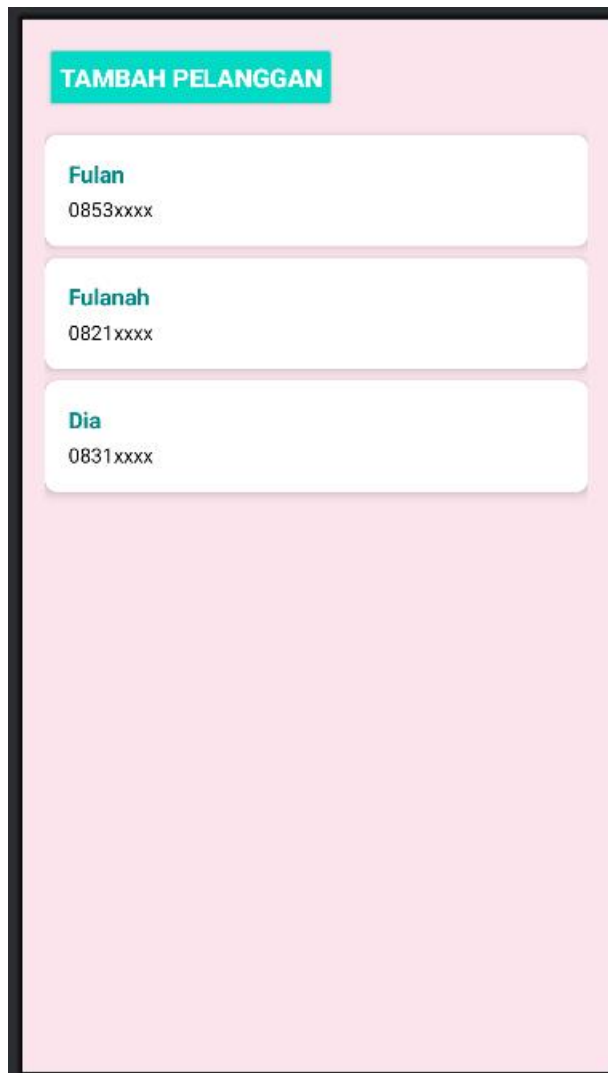 TAMBAH PELANGGAN
Fulan
0853xxxx
Fulanah
0821xxxx
Dia
0831xxxx